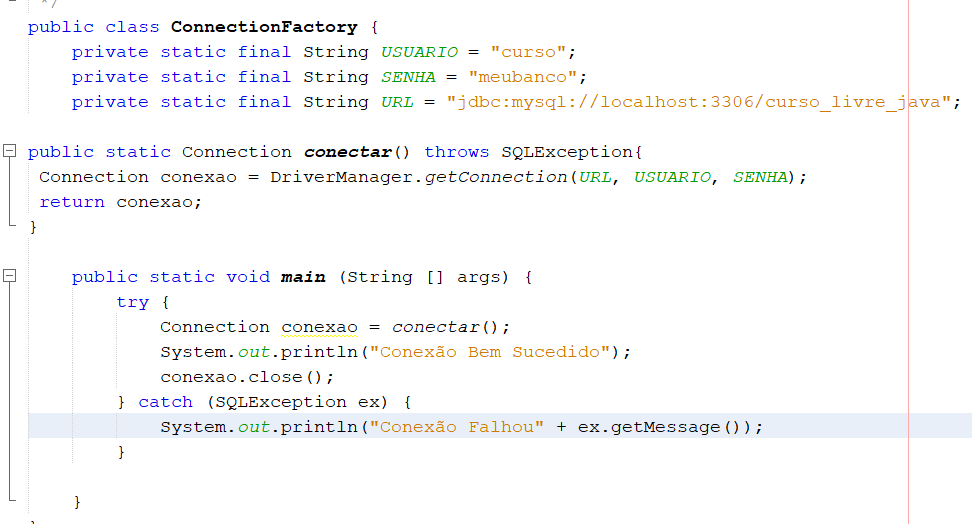 */
public class ConnectionFactory {
    private static final String USUARIO = "curso";
    private static final String SENHA = "meubanco";
    private static final String URL = "jdbc:mysql://localhost:3306/curso_livre_java";

public static Connection conectar() throws SQLException{
 Connection conexao = DriverManager.getConnection(URL, USUARIO, SENHA);
 return conexao;
}

    public static void main (String [] args) {
        try {
            Connection conexao = conectar();
            System.out.println("Conexão Bem Sucedido");
            conexao.close();
        } catch (SQLException ex) {
            System.out.println("Conexão Falhou" + ex.getMessage());
        }

    }